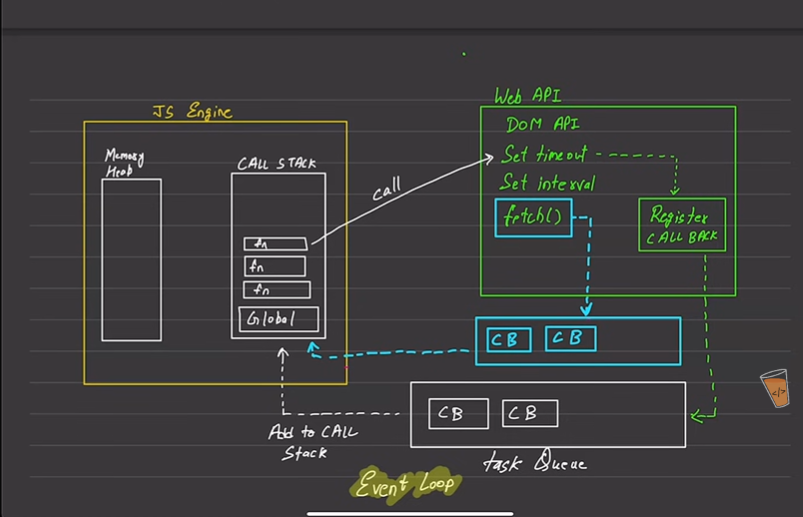 JS Engine
Memory
Heap
CALL STACK
fn
fn
fn
Global
call
Web API
DOM API
Set timeout
Set interval
fetch()
Register
CALL BACK
CB
CB
CB
CB
Add to CALL
Stack
task Queue
Event Loop
</>